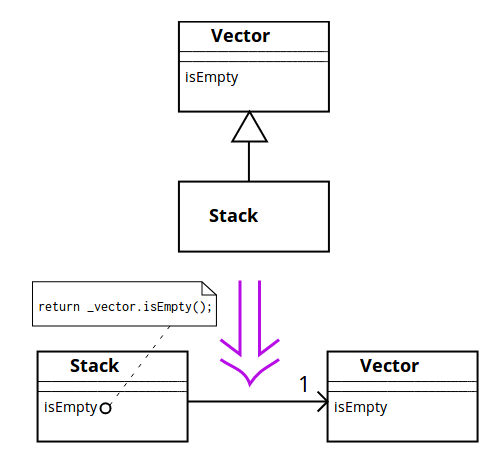 Vector
isEmpty
Stack
return _vector.isEmpty();
Stack
isEmpty
1
Vector
isEmpty